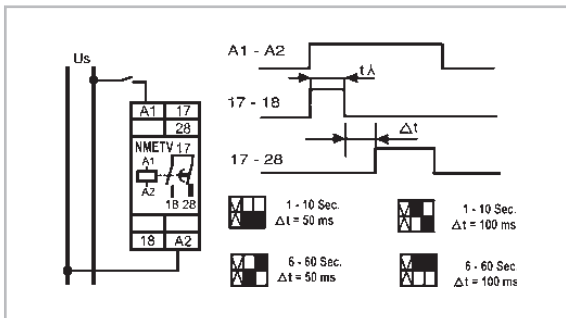 Us
A1 17
28
NMETV 17
A1
A2
18 28
18 A2
A1 - A2
tλ
17 - 18
Δt
17 - 28
1 - 10 Sec.
Δt = 50 ms
1 - 10 Sec.
Δt = 100 ms
6 - 60 Sec.
Δt = 50 ms
6 - 60 Sec.
Δt = 100 ms